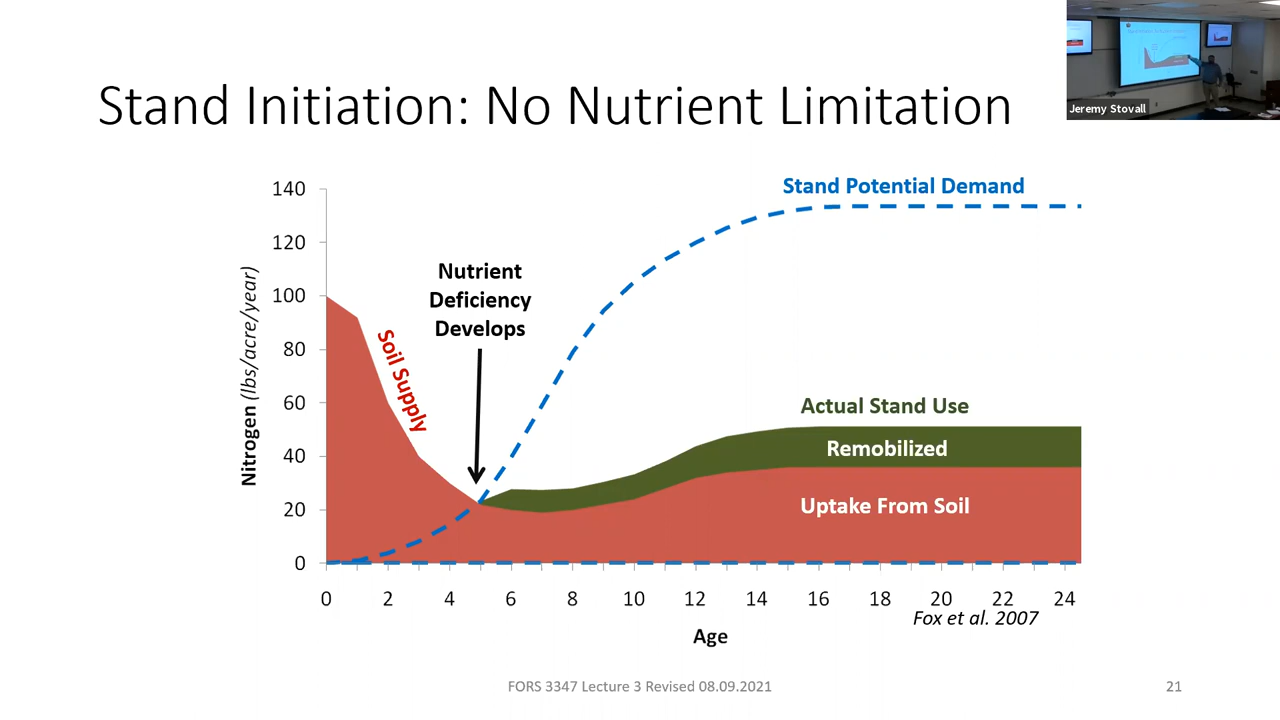 Stand Initiation: No Nutrient Limitation
Jeremy Stovall
Nitrogen (lbs/acre/year)
140
120
100
80
60
40
20
0
Stand Potential Demand
Nutrient
Deficiency
Develops
Soil Supply
Actual Stand Use
Remobilized
Uptake From Soil
0 2 4 6 8 10 12 14 16 18 20 22 24
Fox et al. 2007
Age
FORS 3347 Lecture 3 Revised 08.09.2021
21